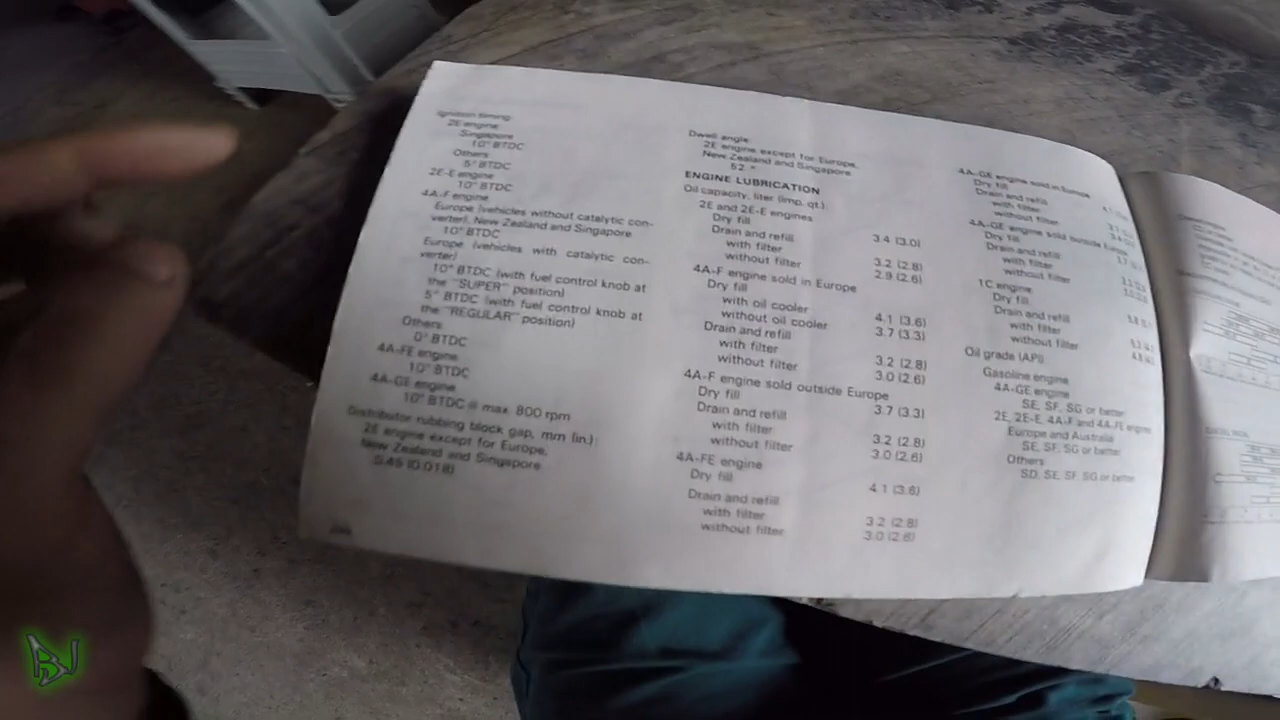 Ignition timing:
2E engine
Singapore
10° BTDC
Others
5° BTDC
2E-E engine
10° BTDC
4A-F engine
Europe (vehicles without catalytic con-
verter), New Zealand and Singapore
10° BTDC
Europe (vehicles with catalytic con-
verter)
10° BTDC (with fuel control knob at
the "SUPER" position)
5° BTDC (with fuel control knob at
the "REGULAR" position)
Others
0° BTDC
4A-FE engine
10° BTDC
4A-GE engine
10° BTDC @ max. 800 rpm
Distributor rubbing block gap, mm (in.):
2E engine except for Europe,
New Zealand and Singapore
0.45 (0.018)
Dwell angle:
2E engine except for Europe,
New Zealand and Singapore
52 °
ENGINE LUBRICATION
Oil capacity, liter (Imp. qt.):
2E and 2E-E engines
Dry fill 3.4 (3.0)
Drain and refill
with filter 3.2 (2.8)
without filter 2.9 (2.6)
4A-F engine sold in Europe
Dry fill
with oil cooler 4.1 (3.6)
without oil cooler 3.7 (3.3)
Drain and refill
with filter 3.2 (2.8)
without filter 3.0 (2.6)
4A-F engine sold outside Europe
Dry fill 3.7 (3.3)
Drain and refill
with filter 3.2 (2.8)
without filter 3.0 (2.6)
4A-FE engine
Dry fill 4.1 (3.6)
Drain and refill
with filter 3.2 (2.8)
without filter 3.0 (2.6)
4A-GE engine sold in Europe
Dry fill
Drain and refill
with filter
without filter
4A-GE engine sold outside Europe
Dry fill
Drain and refill
with filter
without filter
1C engine
Dry fill
Drain and refill
with filter
without filter
Oil grade (API):
Gasoline engine
4A-GE engine
SE, SF, SG or better
2E, 2E-E, 4A-F and 4A-FE engine
Europe and Australia
SE, SF, SG or better
Others
SD, SE, SF, SG or better